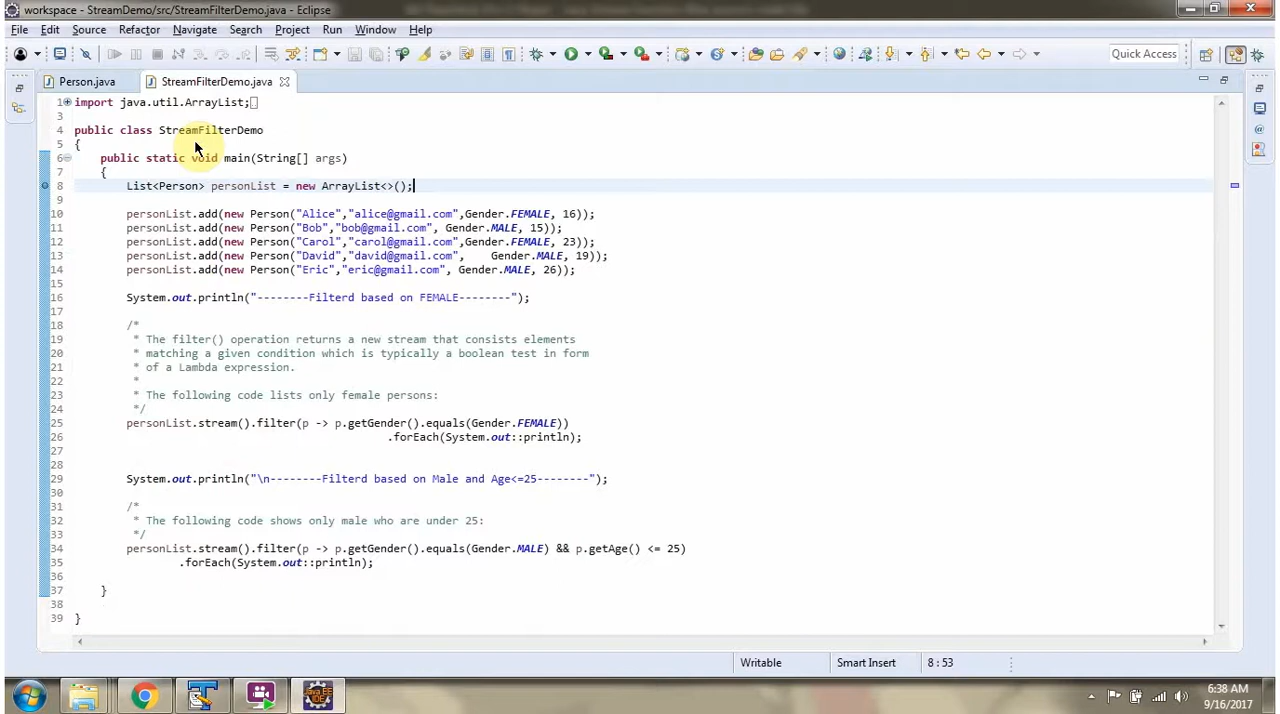 workspace - StreamDemo/src/StreamFilterDemo.java - Eclipse
File Edit Source Refactor Navigate Search Project Run Window Help
Quick Access
Person.java StreamFilterDemo.java
1 import java.util.ArrayList;
3
4 public class StreamFilterDemo
5 {
6 public static void main(String[] args)
7 {
8 List<Person> personList = new ArrayList<>();
9
10 personList.add(new Person("Alice","alice@gmail.com",Gender.FEMALE, 16));
11 personList.add(new Person("Bob","bob@gmail.com", Gender.MALE, 15));
12 personList.add(new Person("Carol","carol@gmail.com",Gender.FEMALE, 23));
13 personList.add(new Person("David","david@gmail.com", Gender.MALE, 19));
14 personList.add(new Person("Eric","eric@gmail.com", Gender.MALE, 26));
15
16 System.out.println("--------Filterd based on FEMALE--------");
17
18 /*
19 * The filter() operation returns a new stream that consists elements
20 * matching a given condition which is typically a boolean test in form
21 * of a Lambda expression.
22 *
23 * The following code lists only female persons:
24 */
25 personList.stream().filter(p -> p.getGender().equals(Gender.FEMALE))
26 .forEach(System.out::println);
27
28
29 System.out.println("\n--------Filterd based on Male and Age<=25--------");
30
31 /*
32 * The following code shows only male who are under 25:
33 */
34 personList.stream().filter(p -> p.getGender().equals(Gender.MALE) && p.getAge() <= 25)
35 .forEach(System.out::println);
36
37 }
38
39 }
Writable Smart Insert 8 : 53
Java EE IDE
6:38 AM
9/16/2017